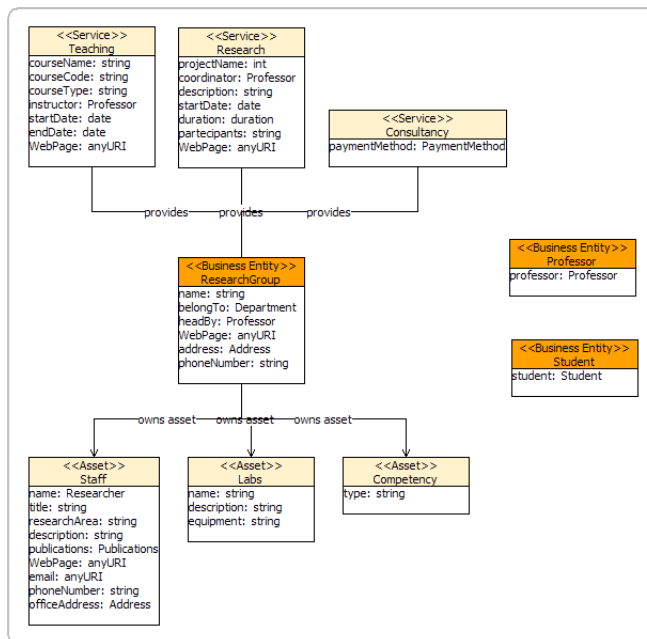 <<Service>>
Teaching
courseName: string
courseCode: string
courseType: string
instructor: Professor
startDate: date
endDate: date
WebPage: anyURI
<<Service>>
Research
projectName: int
coordinator: Professor
description: string
startDate: date
duration: duration
partecipants: string
WebPage: anyURI
<<Service>>
Consultancy
paymentMethod: PaymentMethod
provides
provides
provides
<<Business Entity>>
ResearchGroup
name: string
belongTo: Department
headBy: Professor
WebPage: anyURI
address: Address
phoneNumber: string
<<Business Entity>>
Professor
professor: Professor
<<Business Entity>>
Student
student: Student
owns asset
owns asset
owns asset
<<Asset>>
Staff
name: Researcher
title: string
researchArea: string
description: string
publications: Publications
WebPage: anyURI
email: anyURI
phoneNumber: string
officeAddress: Address
<<Asset>>
Labs
name: string
description: string
equipment: string
<<Asset>>
Competency
type: string